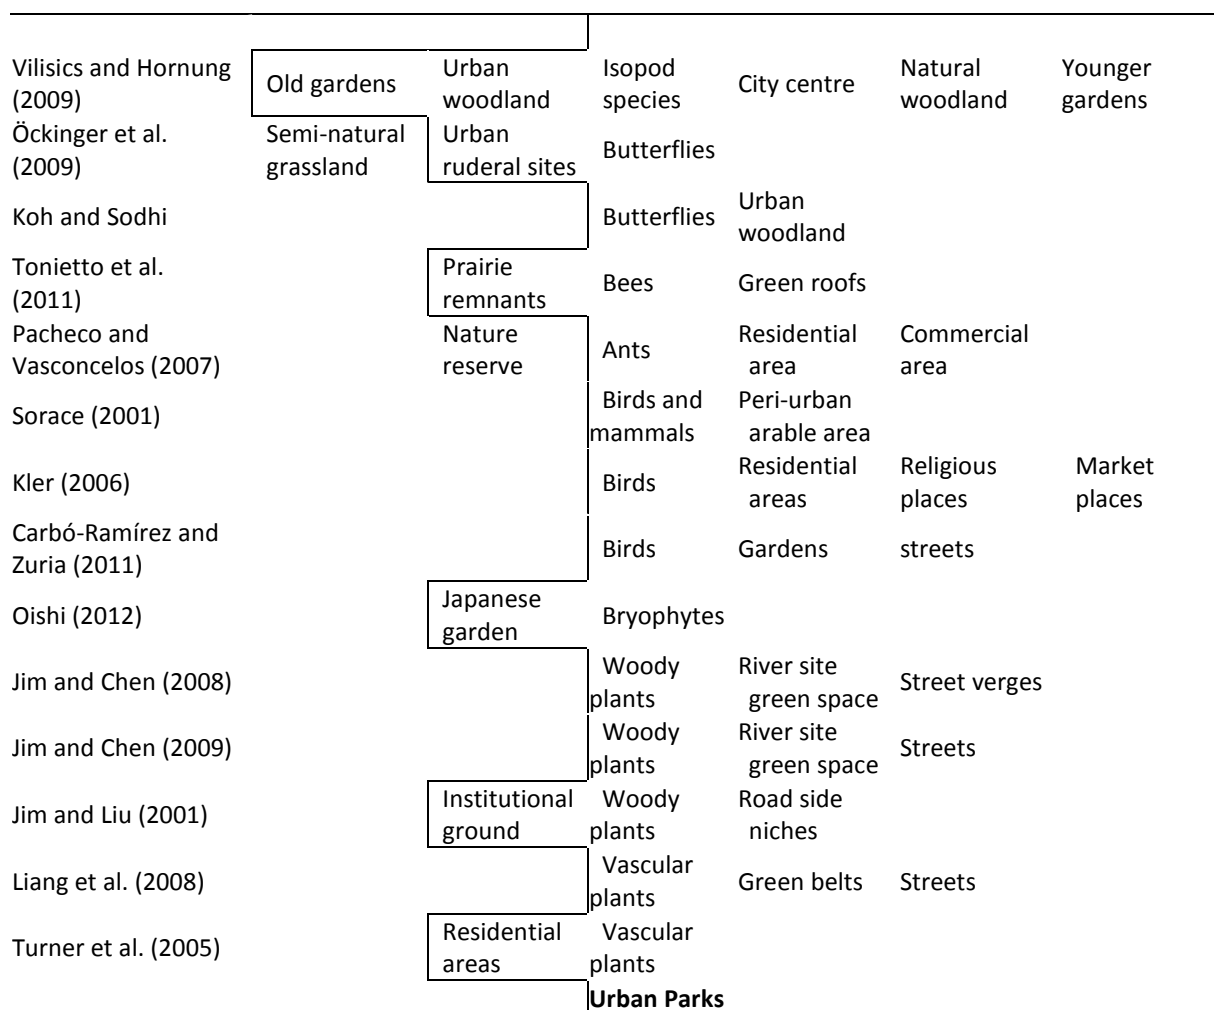 Vilisics and Hornung (2009) Old gardens Urban woodland Isopod species City centre Natural woodland Younger gardens
Öckinger et al. (2009) Semi-natural grassland Urban ruderal sites Butterflies
Koh and Sodhi Butterflies Urban woodland
Tonietto et al. (2011) Prairie remnants Bees Green roofs
Pacheco and Vasconcelos (2007) Nature reserve Ants Residential area Commercial area
Sorace (2001) Birds and mammals Peri-urban arable area
Kler (2006) Birds Residential areas Religious places Market places
Carbó-Ramírez and Zuria (2011) Birds Gardens streets
Oishi (2012) Japanese garden Bryophytes
Jim and Chen (2008) Woody plants River site green space Street verges
Jim and Chen (2009) Woody plants River site green space Streets
Jim and Liu (2001) Institutional ground Woody plants Road side niches
Liang et al. (2008) Vascular plants Green belts Streets
Turner et al. (2005) Residential areas Vascular plants
Urban Parks